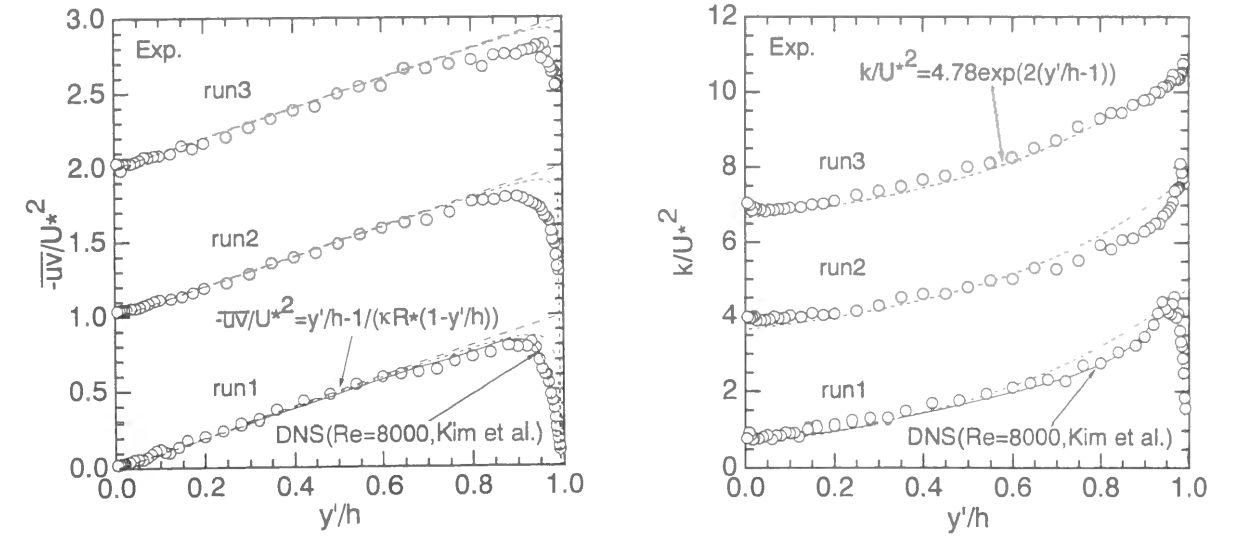 3.0
2.5
2.0
1.5
1.0
0.5
0.0
-uv/U*²
Exp.
run3
run2
-uv/U*²=y'/h-1/(κR*(1-y'/h))
run1
DNS(Re=8000,Kim et al.)
0.0 0.2 0.4 0.6 0.8 1.0
y'/h
12
10
8
6
4
2
0
k/U*²
Exp.
k/U*²=4.78exp(2(y'/h-1))
run3
run2
run1
DNS(Re=8000,Kim et al.)
0.0 0.2 0.4 0.6 0.8 1.0
y'/h